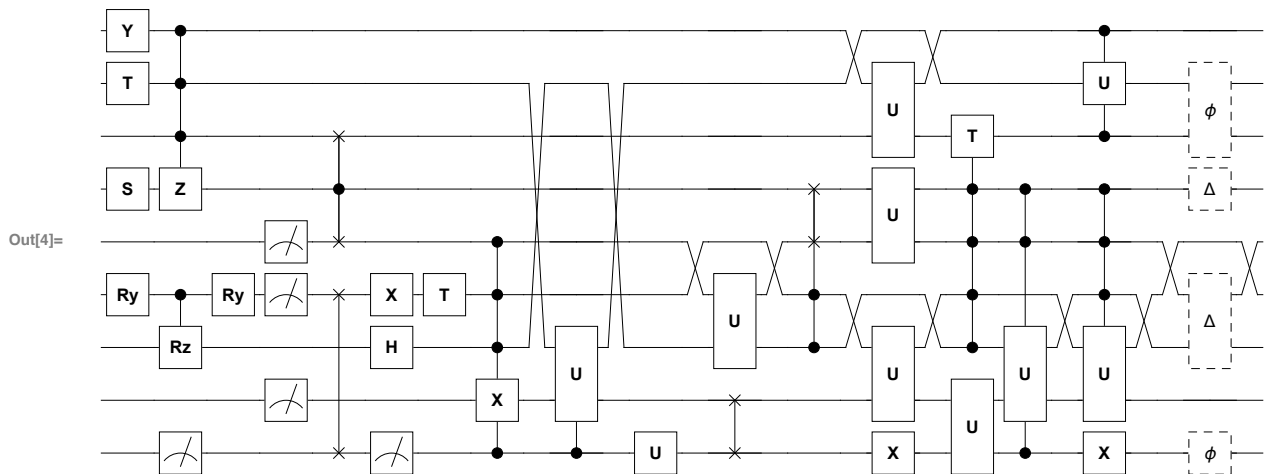 Y
T U U ϕ
U T
S Z Δ
U
Out[4]=
Ry Ry X T U Δ
Rz H U U U U
X U
U X X ϕ